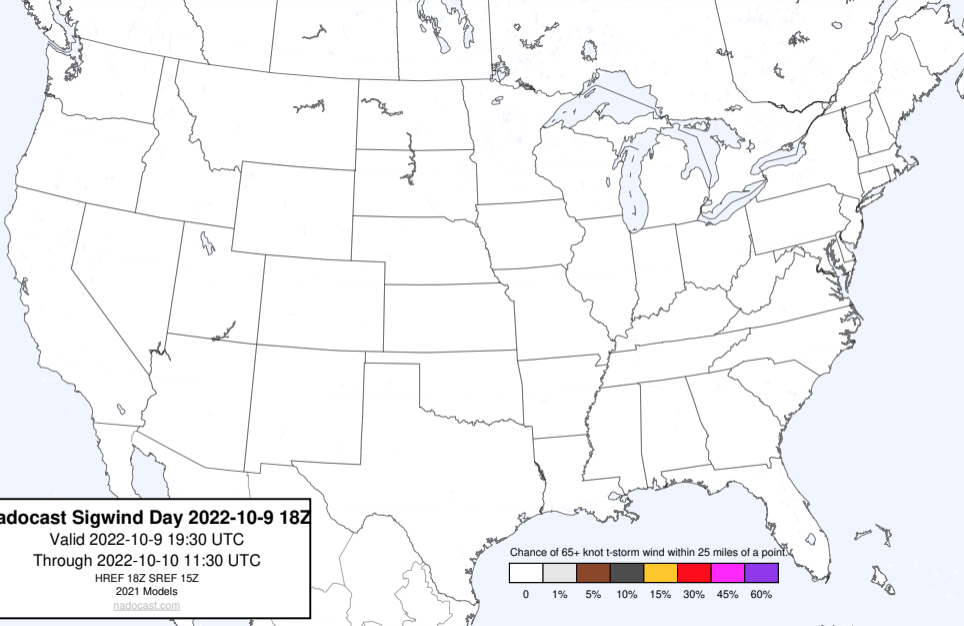 adocast Sigwind Day 2022-10-9 18Z
Valid 2022-10-9 19:30 UTC
Through 2022-10-10 11:30 UTC
HREF 18Z SREF 15Z
2021 Models
nadocast.com
Chance of 65+ knot t-storm wind within 25 miles of a point.
0 1% 5% 10% 15% 30% 45% 60%